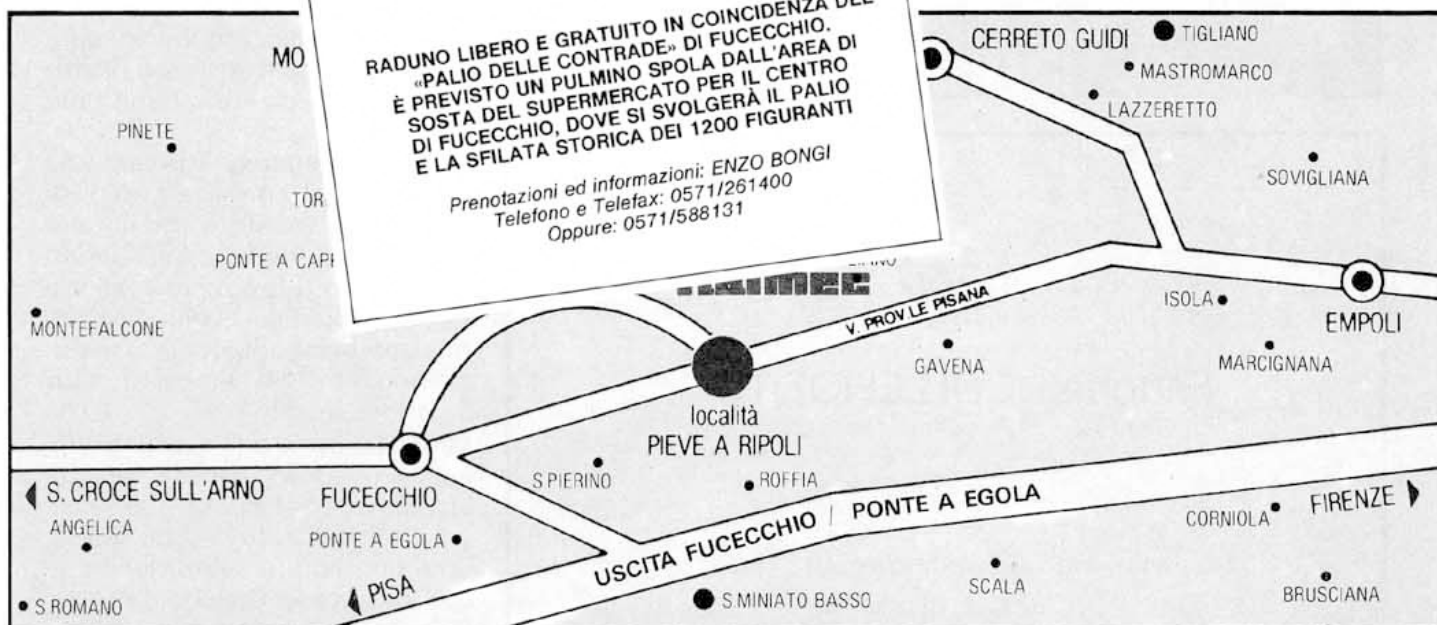 RADUNO LIBERO E GRATUITO IN COINCIDENZA DEL
«PALIO DELLE CONTRADE» DI FUCECCHIO.
È PREVISTO UN PULMINO SPOLA DALL'AREA DI
SOSTA DEL SUPERMERCATO PER IL CENTRO
DI FUCECCHIO, DOVE SI SVOLGERÀ IL PALIO
E LA SFILATA STORICA DEI 1200 FIGURANTI
Prenotazioni ed informazioni: ENZO BONGI
Telefono e Telefax: 0571/261400
Oppure: 0571/588131
MO
CERRETO GUIDI
TIGLIANO
MASTROMARCO
LAZZERETTO
PINETE
SOVIGLIANA
TOR
PONTE A CAPP
MONTEFALCONE
V. PROV.LE PISANA
ISOLA
EMPOLI
GAVENA
MARCIGNANA
località
PIEVE A RIPOLI
S. CROCE SULL'ARNO
FUCECCHIO
S.PIERINO
ROFFIA
ANGELICA
PONTE A EGOLA
USCITA FUCECCHIO / PONTE A EGOLA
CORNIOLA
FIRENZE
PISA
S.ROMANO
S.MINIATO BASSO
SCALA
BRUSCIANA